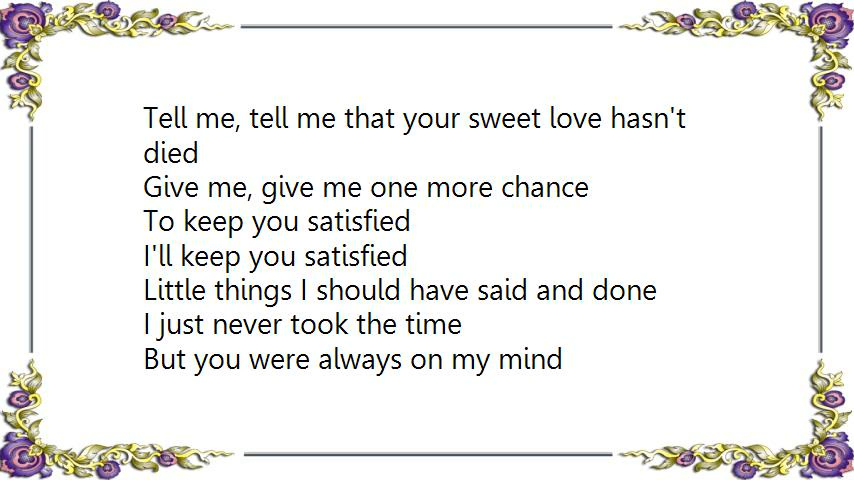 Tell me, tell me that your sweet love hasn't
died
Give me, give me one more chance
To keep you satisfied
I'll keep you satisfied
Little things I should have said and done
I just never took the time
But you were always on my mind